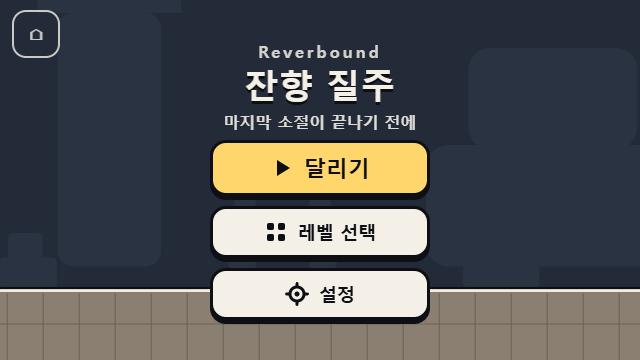 Reverbound
잔향 질주
마지막 소절이 끝나기 전에
달리기
레벨 선택
설정